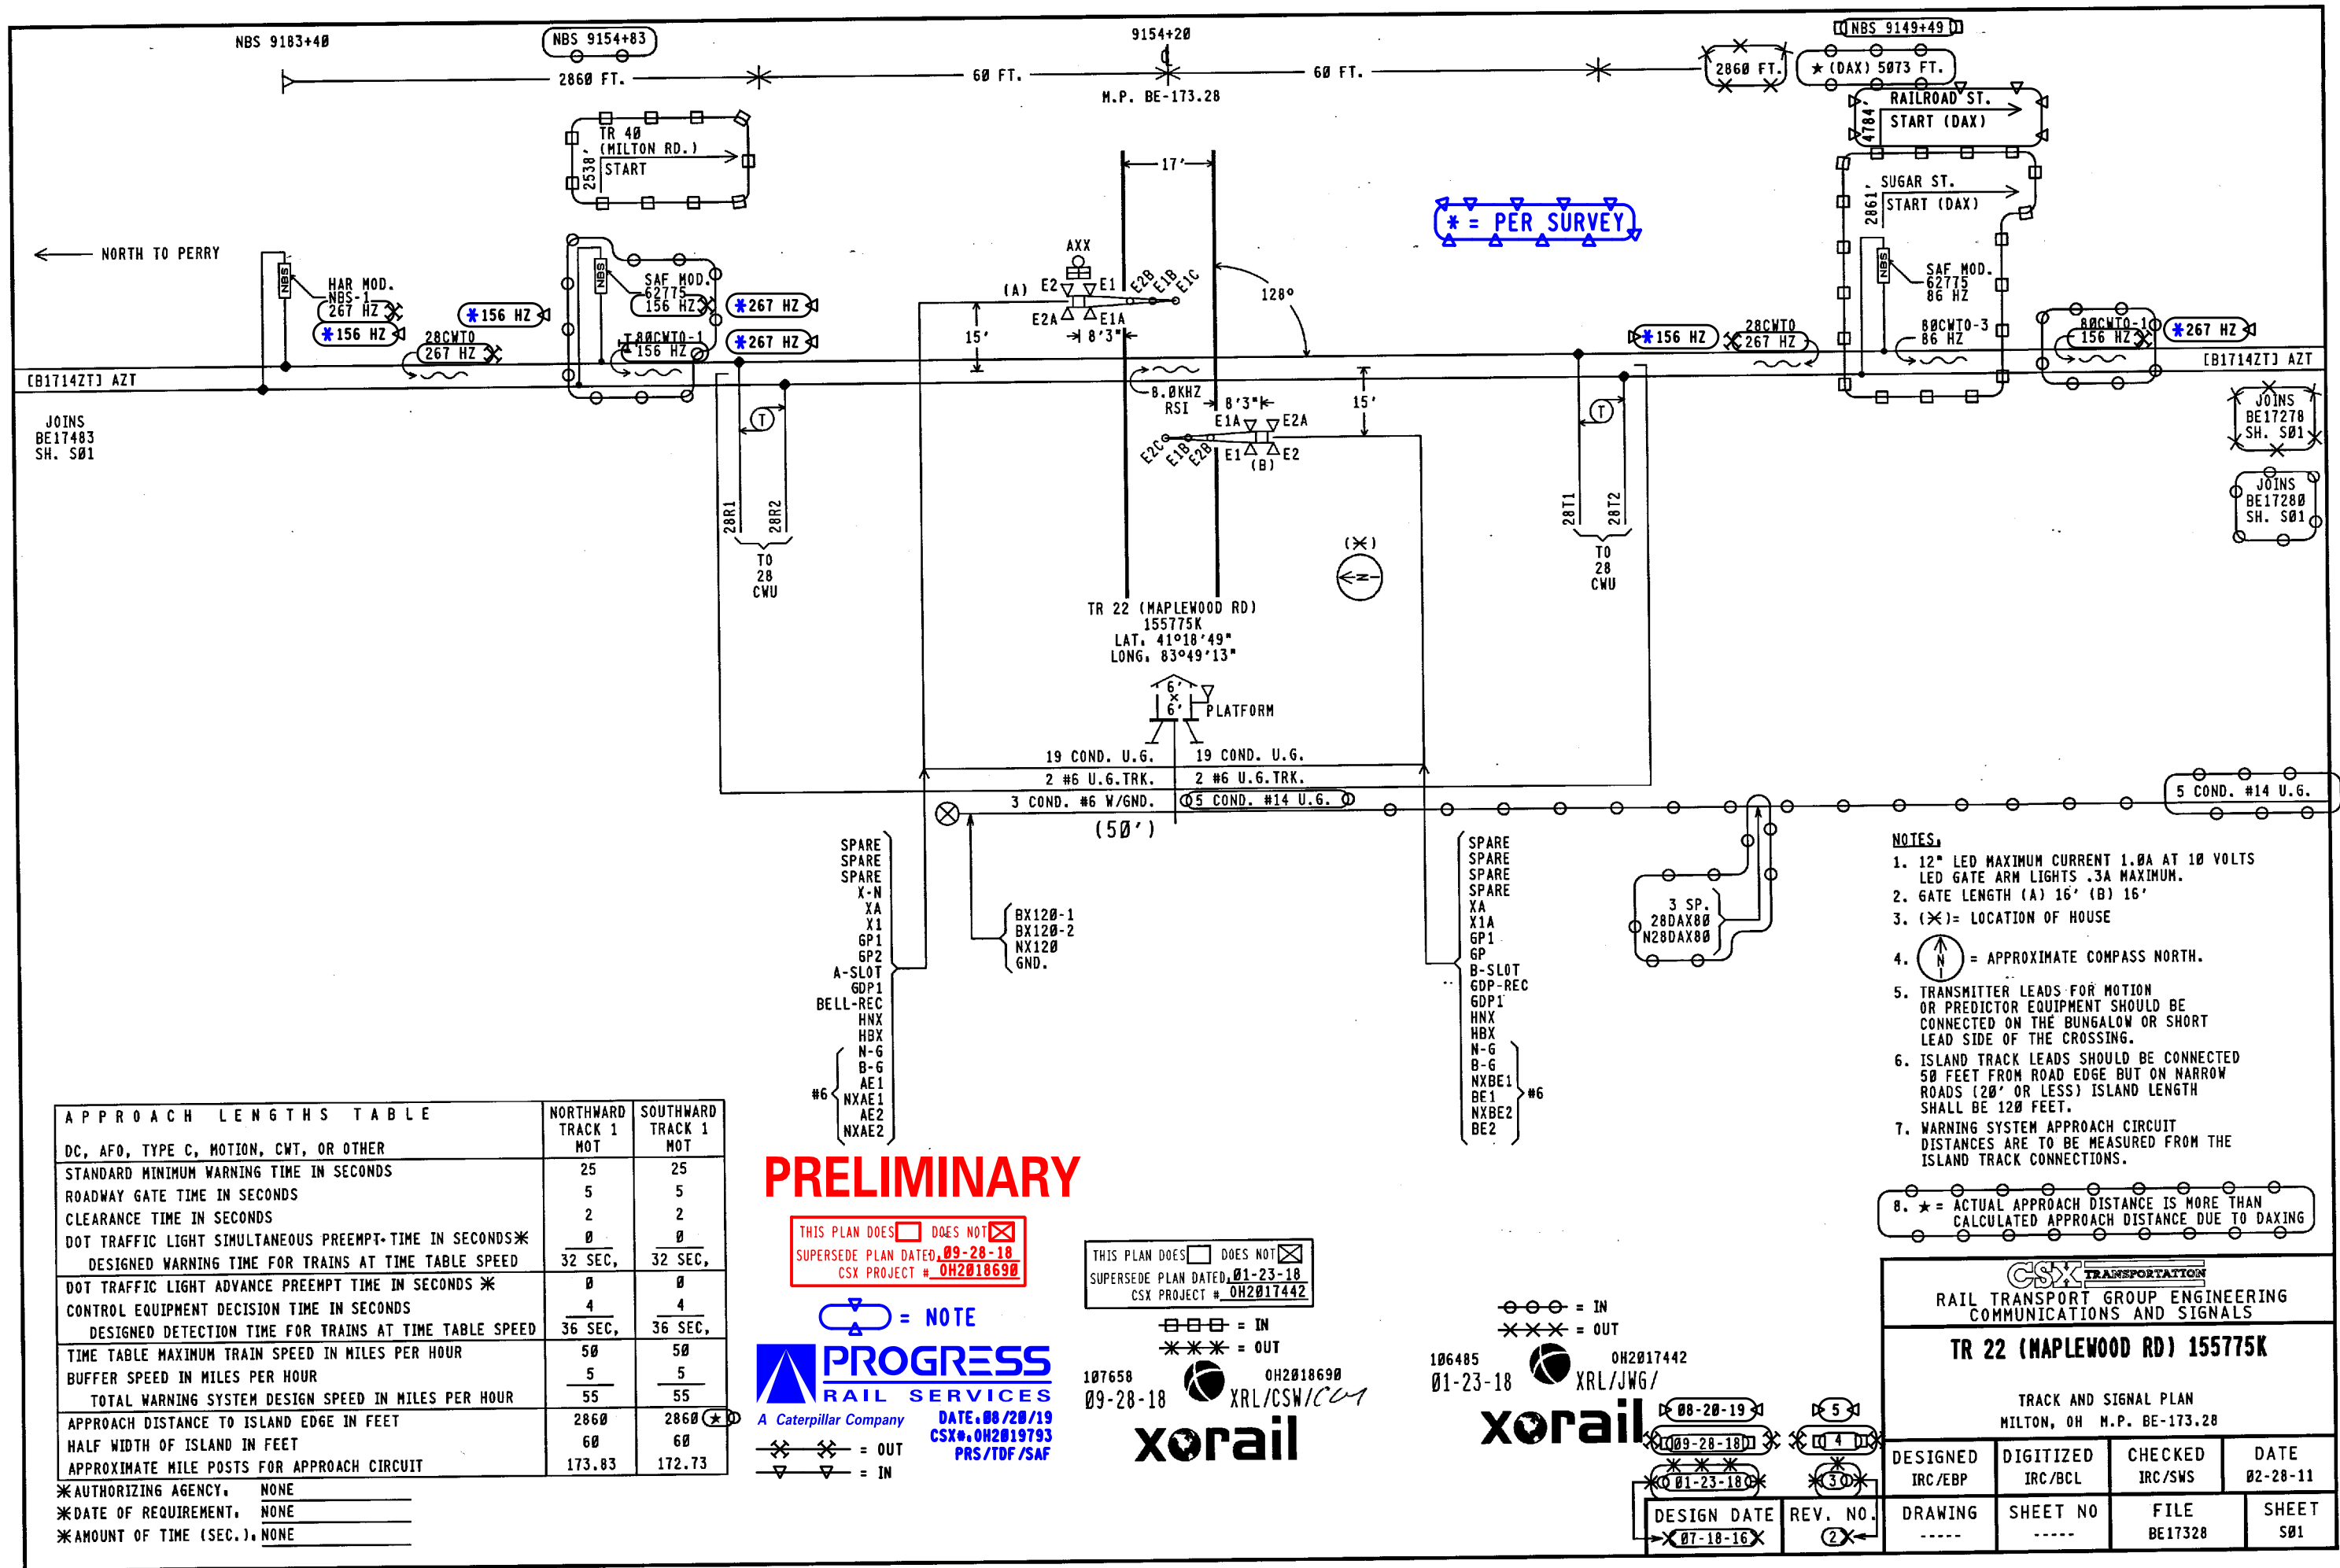 NBS 9183+40
NBS 9154+83
9154+20
NBS 9149+49
2860 FT.
60 FT.
60 FT.
2860 FT.
★ (DAX) 5073 FT.
M.P. BE-173.28
TR 40
(MILTON RD.)
START
2538'
17'
RAILROAD ST.
START (DAX)
4784'
SUGAR ST.
START (DAX)
2861'
* = PER SURVEY
NORTH TO PERRY
NBS
HAR MOD.
NBS-1
267 HZ
*156 HZ
*156 HZ
28CWTO
267 HZ
NBS
SAF MOD.
62775
156 HZ
80CWTO-1
156 HZ
*267 HZ
*267 HZ
AXX
(A)
E2
E1
E2B
E1B
E1C
E2A
E1A
15'
8'3"
128°
*156 HZ
28CWTO
267 HZ
NBS
SAF MOD.
62775
86 HZ
80CWTO-3
86 HZ
80CWTO-1
156 HZ
*267 HZ
[B1714ZT] AZT
[B1714ZT] AZT
8.0KHZ
RSI
8'3"
15'
E1A
E2A
E2C
E1B
E2B
E1
E2
(B)
T
T
JOINS
BE17483
SH. S01
JOINS
BE17278
SH. S01
JOINS
BE17280
SH. S01
28R1
28R2
TO
28
CWU
28T1
28T2
TO
28
CWU
(X)
N
TR 22 (MAPLEWOOD RD)
155775K
LAT. 41°18'49"
LONG. 83°49'13"
6'
X
6'
PLATFORM
19 COND. U.G.
19 COND. U.G.
2 #6 U.G.TRK.
2 #6 U.G.TRK.
3 COND. #6 W/GND.
5 COND. #14 U.G.
5 COND. #14 U.G.
(50')
SPARE
SPARE
SPARE
X-N
XA
X1
GP1
GP2
A-SLOT
GDP1
BELL-REC
HNX
HBX
N-G
B-G
AE1
NXAE1
AE2
NXAE2
#6
BX120-1
BX120-2
NX120
GND.
SPARE
SPARE
SPARE
SPARE
XA
X1A
GP1
GP
B-SLOT
GDP-REC
GDP1
HNX
HBX
N-G
B-G
NXBE1
BE1
NXBE2
BE2
#6
3 SP.
28DAX80
N28DAX80
NOTES.
1. 12" LED MAXIMUM CURRENT 1.0A AT 10 VOLTS
LED GATE ARM LIGHTS .3A MAXIMUM.
2. GATE LENGTH (A) 16' (B) 16'
3. (X)= LOCATION OF HOUSE
4. N = APPROXIMATE COMPASS NORTH.
5. TRANSMITTER LEADS FOR MOTION
OR PREDICTOR EQUIPMENT SHOULD BE
CONNECTED ON THE BUNGALOW OR SHORT
LEAD SIDE OF THE CROSSING.
6. ISLAND TRACK LEADS SHOULD BE CONNECTED
50 FEET FROM ROAD EDGE BUT ON NARROW
ROADS (20' OR LESS) ISLAND LENGTH
SHALL BE 120 FEET.
7. WARNING SYSTEM APPROACH CIRCUIT
DISTANCES ARE TO BE MEASURED FROM THE
ISLAND TRACK CONNECTIONS.
8. ★ = ACTUAL APPROACH DISTANCE IS MORE THAN
CALCULATED APPROACH DISTANCE DUE TO DAXING
APPROACH LENGTHS TABLE
DC, AFO, TYPE C, MOTION, CWT, OR OTHER
NORTHWARD TRACK 1 MOT
SOUTHWARD TRACK 1 MOT
STANDARD MINIMUM WARNING TIME IN SECONDS 25 25
ROADWAY GATE TIME IN SECONDS 5 5
CLEARANCE TIME IN SECONDS 2 2
DOT TRAFFIC LIGHT SIMULTANEOUS PREEMPT TIME IN SECONDS* 0 0
DESIGNED WARNING TIME FOR TRAINS AT TIME TABLE SPEED 32 SEC. 32 SEC.
DOT TRAFFIC LIGHT ADVANCE PREEMPT TIME IN SECONDS * 0 0
CONTROL EQUIPMENT DECISION TIME IN SECONDS 4 4
DESIGNED DETECTION TIME FOR TRAINS AT TIME TABLE SPEED 36 SEC. 36 SEC.
TIME TABLE MAXIMUM TRAIN SPEED IN MILES PER HOUR 50 50
BUFFER SPEED IN MILES PER HOUR 5 5
TOTAL WARNING SYSTEM DESIGN SPEED IN MILES PER HOUR 55 55
APPROACH DISTANCE TO ISLAND EDGE IN FEET 2860 2860 ★
HALF WIDTH OF ISLAND IN FEET 60 60
APPROXIMATE MILE POSTS FOR APPROACH CIRCUIT 173.83 172.73
*AUTHORIZING AGENCY. NONE
*DATE OF REQUIREMENT. NONE
*AMOUNT OF TIME (SEC.). NONE
PRELIMINARY
THIS PLAN DOES DOES NOT
SUPERSEDE PLAN DATED. 09-28-18
CSX PROJECT # OH2018690
= NOTE
PROGRESS
RAIL SERVICES
A Caterpillar Company
DATE: 08/20/19
CSX#: OH2019793
PRS/TDF/SAF
= OUT
= IN
THIS PLAN DOES DOES NOT
SUPERSEDE PLAN DATED. 01-23-18
CSX PROJECT # OH2017442
= IN
= OUT
107658
09-28-18
OH2018690
XRL/CSW/
xorail
= IN
= OUT
106485
01-23-18
OH2017442
XRL/JWG/
xorail
08-20-19
5
09-28-18
4
01-23-18
3
DESIGN DATE
07-18-16
REV. NO.
2
CSX TRANSPORTATION
RAIL TRANSPORT GROUP ENGINEERING
COMMUNICATIONS AND SIGNALS
TR 22 (MAPLEWOOD RD) 155775K
TRACK AND SIGNAL PLAN
MILTON, OH M.P. BE-173.28
DESIGNED
IRC/EBP
DIGITIZED
IRC/BCL
CHECKED
IRC/SWS
DATE
02-28-11
DRAWING
-----
SHEET NO
-----
FILE
BE17328
SHEET
S01